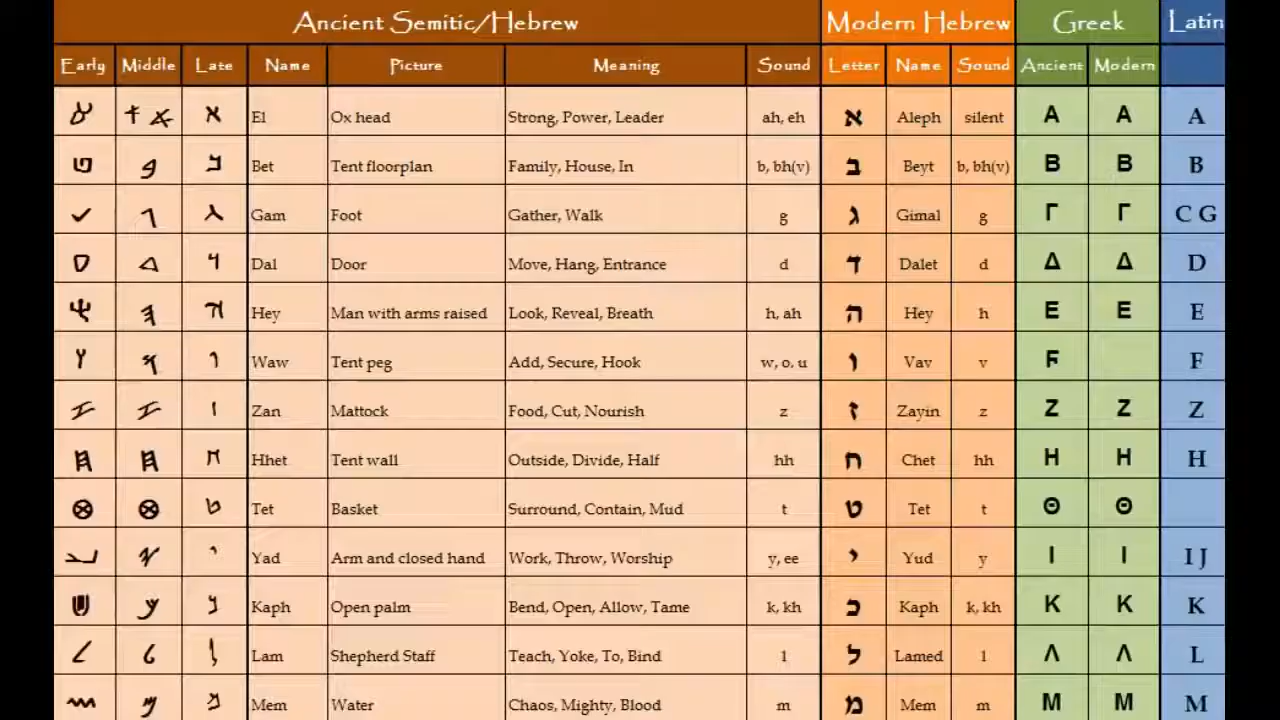 Ancient Semitic/Hebrew Modern Hebrew Greek Latin
Early Middle Late Name Picture Meaning Sound Letter Name Sound Ancient Modern
El Ox head Strong, Power, Leader ah, eh א Aleph silent Α Α A
Bet Tent floorplan Family, House, In b, bh(v) ב Beyt b, bh(v) Β Β B
Gam Foot Gather, Walk g ג Gimal g Γ Γ C G
Dal Door Move, Hang, Entrance d ד Dalet d Δ Δ D
Hey Man with arms raised Look, Reveal, Breath h, ah ה Hey h Ε Ε E
Waw Tent peg Add, Secure, Hook w, o, u ו Vav v F F
Zan Mattock Food, Cut, Nourish z ז Zayin z Ζ Ζ Z
Hhet Tent wall Outside, Divide, Half hh ח Chet hh Η Η H
Tet Basket Surround, Contain, Mud t ט Tet t Θ Θ
Yad Arm and closed hand Work, Throw, Worship y, ee י Yud y Ι Ι I J
Kaph Open palm Bend, Open, Allow, Tame k, kh כ Kaph k, kh Κ Κ K
Lam Shepherd Staff Teach, Yoke, To, Bind l ל Lamed l Λ Λ L
Mem Water Chaos, Mighty, Blood m מ Mem m Μ Μ M